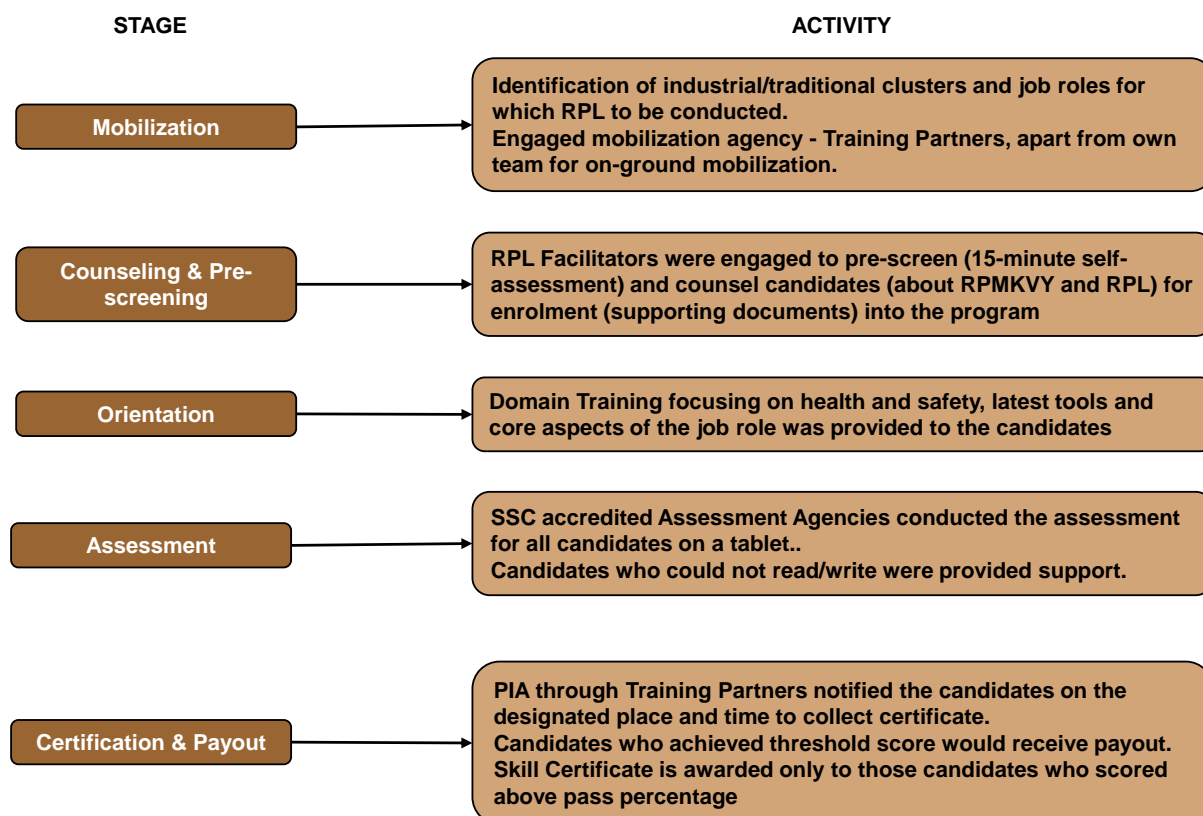 STAGE
ACTIVITY
Mobilization
Identification of industrial/traditional clusters and job roles for
which RPL to be conducted.
Engaged mobilization agency - Training Partners, apart from own
team for on-ground mobilization.
Counseling & Pre-
screening
RPL Facilitators were engaged to pre-screen (15-minute self-
assessment) and counsel candidates (about RPMKVY and RPL) for
enrolment (supporting documents) into the program
Orientation
Domain Training focusing on health and safety, latest tools and
core aspects of the job role was provided to the candidates
Assessment
SSC accredited Assessment Agencies conducted the assessment
for all candidates on a tablet..
Candidates who could not read/write were provided support.
Certification & Payout
PIA through Training Partners notified the candidates on the
designated place and time to collect certificate.
Candidates who achieved threshold score would receive payout.
Skill Certificate is awarded only to those candidates who scored
above pass percentage